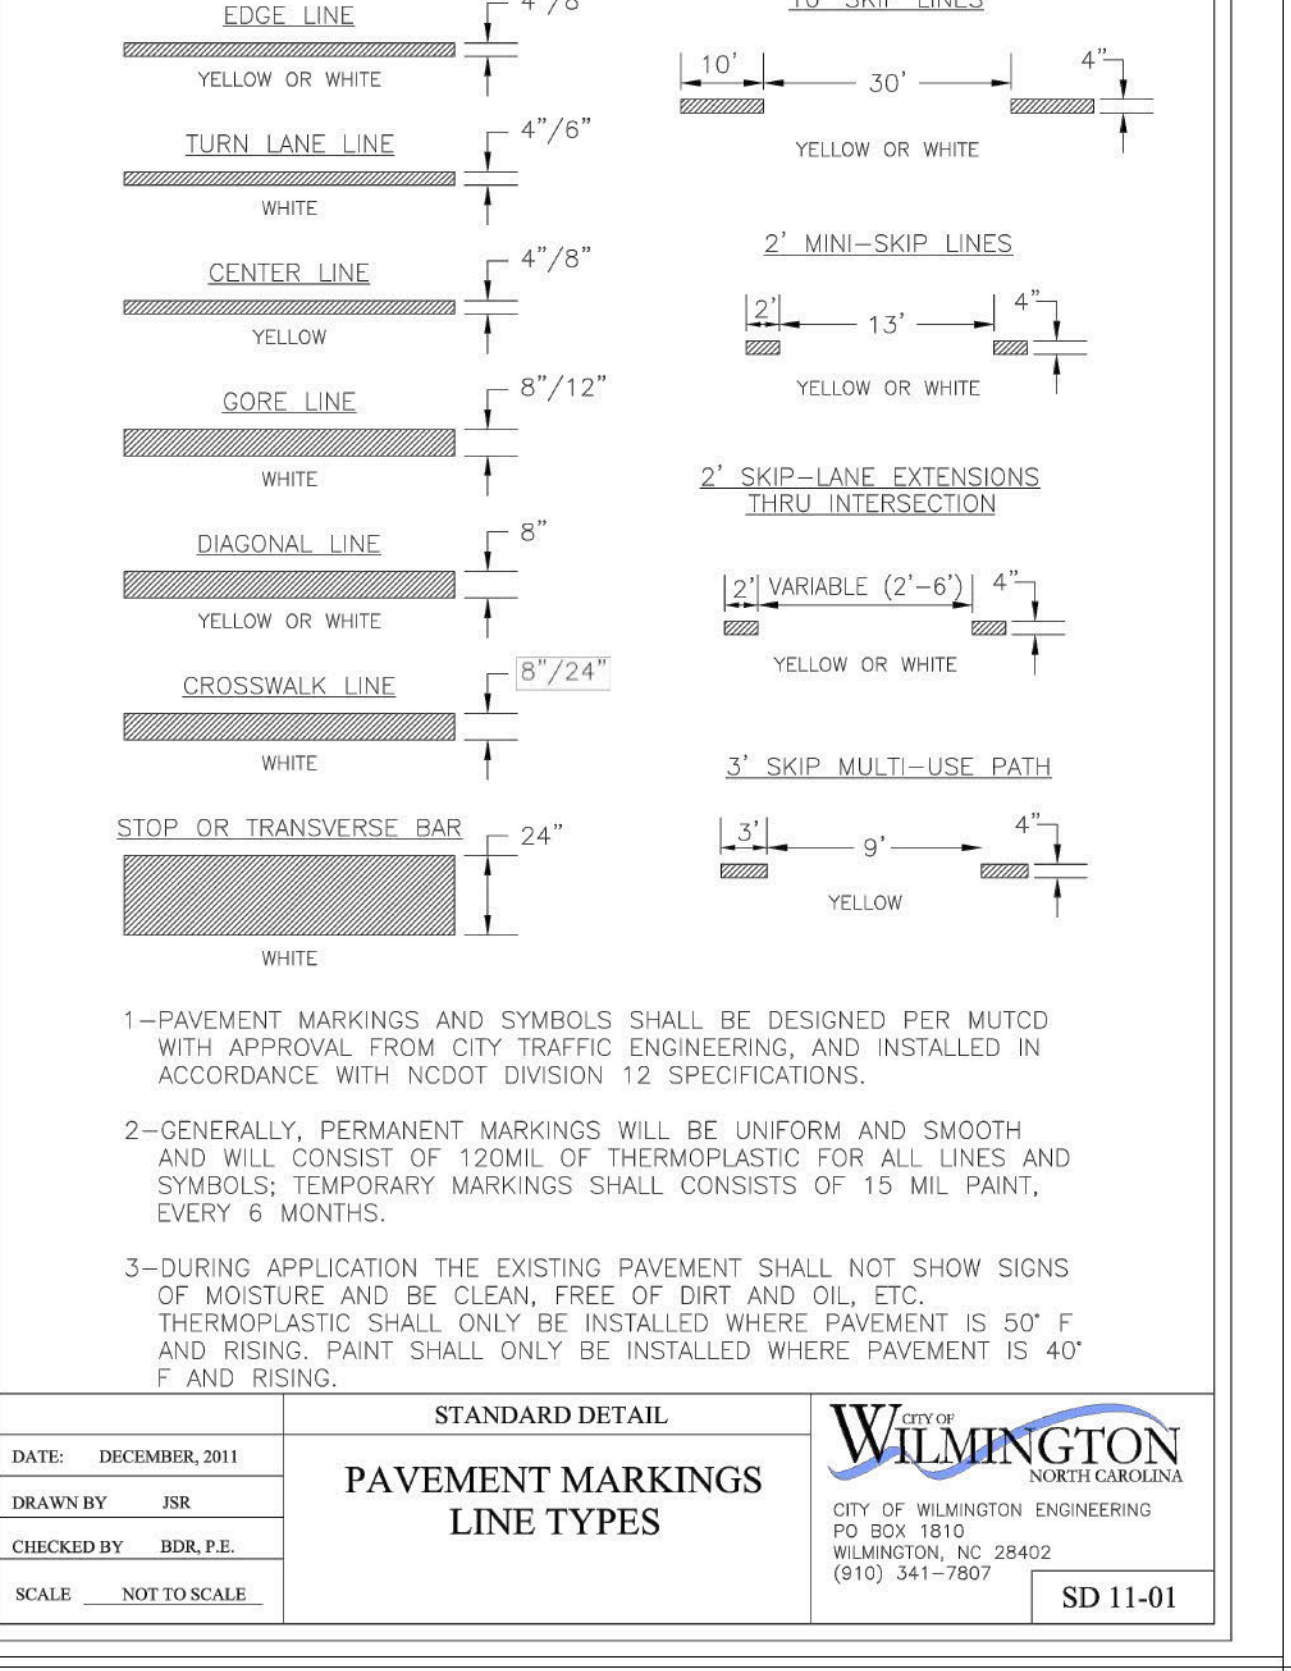 EDGE LINE
YELLOW OR WHITE
TURN LANE LINE
4"/6"
WHITE
CENTER LINE
4"/8"
YELLOW
GORE LINE
8"/12"
WHITE
DIAGONAL LINE
8"
YELLOW OR WHITE
CROSSWALK LINE
8"/24"
WHITE
STOP OR TRANSVERSE BAR
24"
WHITE
10' SKIP LINES
10'
30'
4"
YELLOW OR WHITE
2' MINI-SKIP LINES
2'
13'
4"
YELLOW OR WHITE
2' SKIP-LANE EXTENSIONS
THRU INTERSECTION
2'
VARIABLE (2'-6')
4"
YELLOW OR WHITE
3' SKIP MULTI-USE PATH
3'
9'
4"
YELLOW
1-PAVEMENT MARKINGS AND SYMBOLS SHALL BE DESIGNED PER MUTCD
WITH APPROVAL FROM CITY TRAFFIC ENGINEERING, AND INSTALLED IN
ACCORDANCE WITH NCDOT DIVISION 12 SPECIFICATIONS.
2-GENERALLY, PERMANENT MARKINGS WILL BE UNIFORM AND SMOOTH
AND WILL CONSIST OF 120MIL OF THERMOPLASTIC FOR ALL LINES AND
SYMBOLS; TEMPORARY MARKINGS SHALL CONSISTS OF 15 MIL PAINT,
EVERY 6 MONTHS.
3-DURING APPLICATION THE EXISTING PAVEMENT SHALL NOT SHOW SIGNS
OF MOISTURE AND BE CLEAN, FREE OF DIRT AND OIL, ETC.
THERMOPLASTIC SHALL ONLY BE INSTALLED WHERE PAVEMENT IS 50° F
AND RISING. PAINT SHALL ONLY BE INSTALLED WHERE PAVEMENT IS 40°
F AND RISING.
DATE: DECEMBER, 2011
DRAWN BY JSR
CHECKED BY BDR, P.E.
SCALE NOT TO SCALE
STANDARD DETAIL
PAVEMENT MARKINGS
LINE TYPES
CITY OF
WILMINGTON
NORTH CAROLINA
CITY OF WILMINGTON ENGINEERING
PO BOX 1810
WILMINGTON, NC 28402
(910) 341-7807
SD 11-01